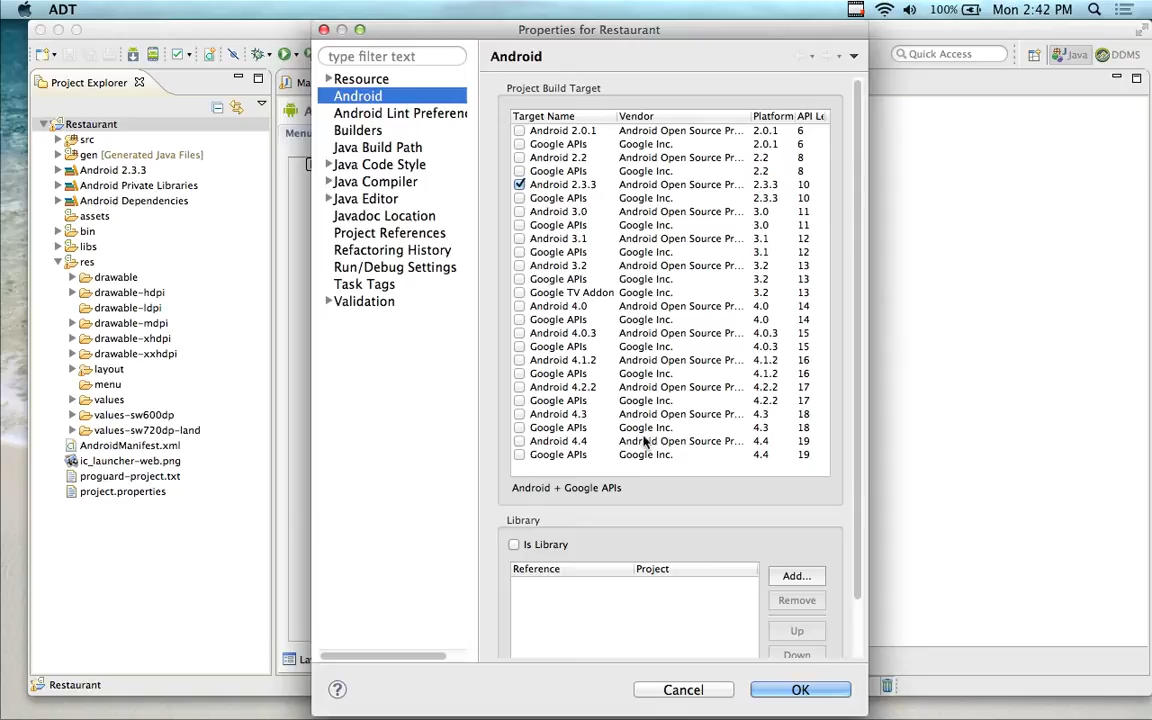 ADT
100%
Mon 2:42 PM
Properties for Restaurant
Quick Access
Java
DDMS
Project Explorer
Restaurant
src
gen [Generated Java Files]
Android 2.3.3
Android Private Libraries
Android Dependencies
assets
bin
libs
res
drawable
drawable-hdpi
drawable-ldpi
drawable-mdpi
drawable-xhdpi
drawable-xxhdpi
layout
menu
values
values-sw600dp
values-sw720dp-land
AndroidManifest.xml
ic_launcher-web.png
proguard-project.txt
project.properties
Restaurant
type filter text
Resource
Android
Android Lint Preferenc
Builders
Java Build Path
Java Code Style
Java Compiler
Java Editor
Javadoc Location
Project References
Refactoring History
Run/Debug Settings
Task Tags
Validation
Android
Project Build Target
Target Name Vendor Platform API Le
Android 2.0.1 Android Open Source Pr... 2.0.1 6
Google APIs Google Inc. 2.0.1 6
Android 2.2 Android Open Source Pr... 2.2 8
Google APIs Google Inc. 2.2 8
Android 2.3.3 Android Open Source Pr... 2.3.3 10
Google APIs Google Inc. 2.3.3 10
Android 3.0 Android Open Source Pr... 3.0 11
Google APIs Google Inc. 3.0 11
Android 3.1 Android Open Source Pr... 3.1 12
Google APIs Google Inc. 3.1 12
Android 3.2 Android Open Source Pr... 3.2 13
Google APIs Google Inc. 3.2 13
Google TV Addon Google Inc. 3.2 13
Android 4.0 Android Open Source Pr... 4.0 14
Google APIs Google Inc. 4.0 14
Android 4.0.3 Android Open Source Pr... 4.0.3 15
Google APIs Google Inc. 4.0.3 15
Android 4.1.2 Android Open Source Pr... 4.1.2 16
Google APIs Google Inc. 4.1.2 16
Android 4.2.2 Android Open Source Pr... 4.2.2 17
Google APIs Google Inc. 4.2.2 17
Android 4.3 Android Open Source Pr... 4.3 18
Google APIs Google Inc. 4.3 18
Android 4.4 Android Open Source Pr... 4.4 19
Google APIs Google Inc. 4.4 19
Android + Google APIs
Library
Is Library
Reference Project
Add...
Remove
Up
Down
Cancel
OK